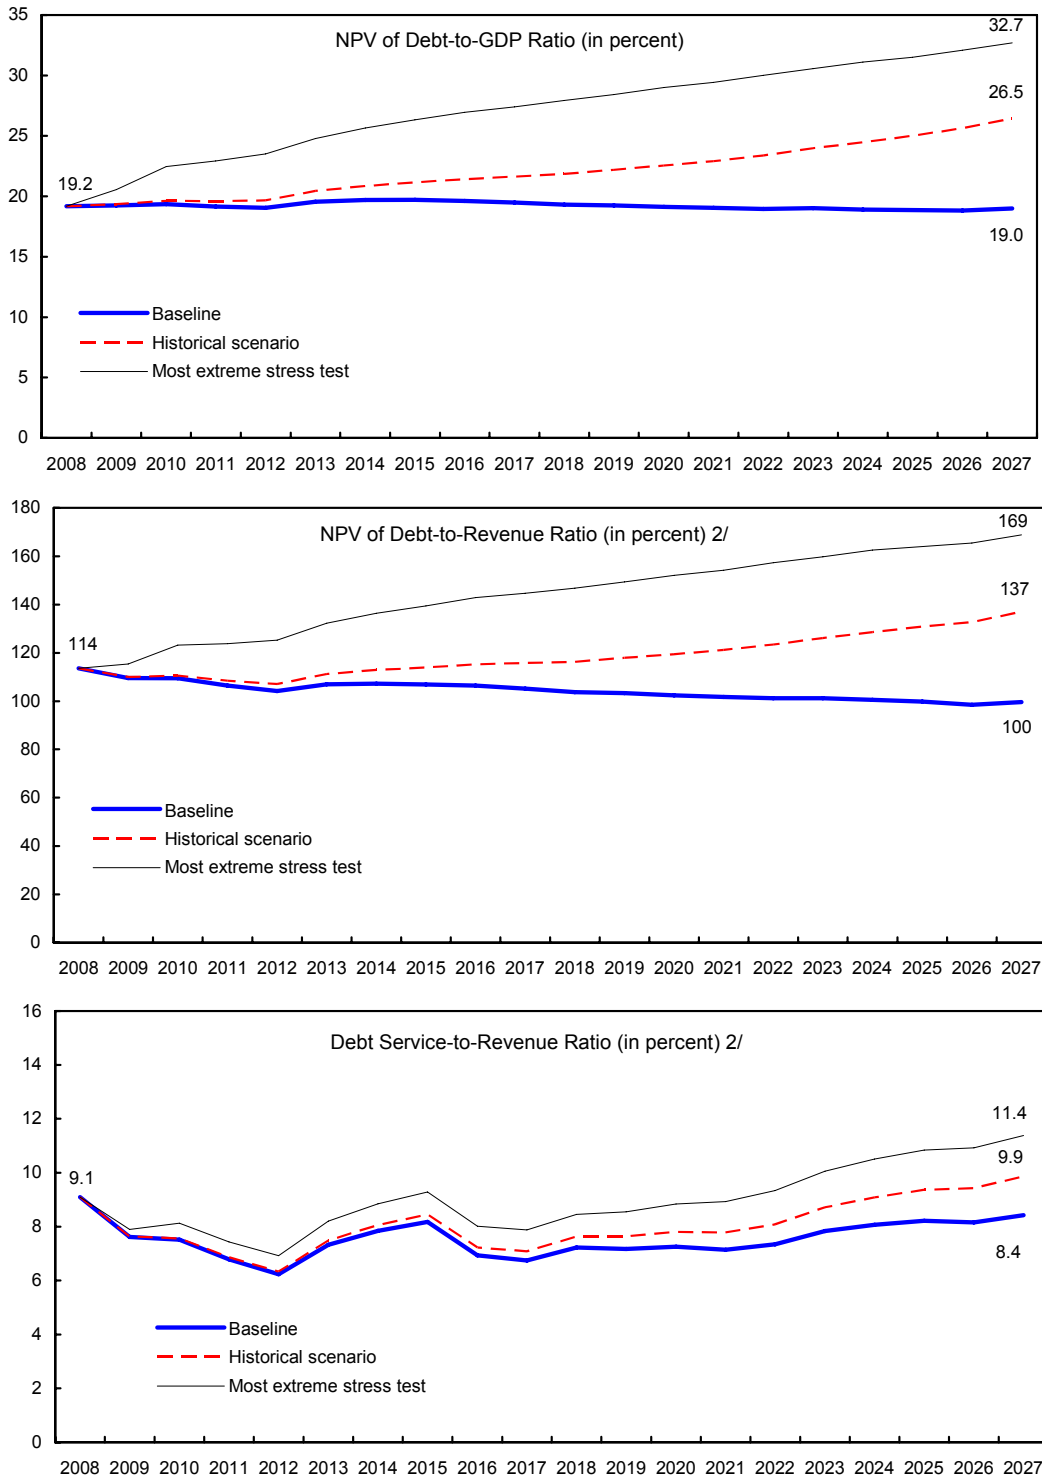 NPV of Debt-to-GDP Ratio (in percent)
35
30
25
20
15
10
5
0
19.2
32.7
26.5
19.0
Baseline
Historical scenario
Most extreme stress test
2008 2009 2010 2011 2012 2013 2014 2015 2016 2017 2018 2019 2020 2021 2022 2023 2024 2025 2026 2027
NPV of Debt-to-Revenue Ratio (in percent) 2/
180
160
140
120
100
80
60
40
20
0
114
169
137
100
Baseline
Historical scenario
Most extreme stress test
2008 2009 2010 2011 2012 2013 2014 2015 2016 2017 2018 2019 2020 2021 2022 2023 2024 2025 2026 2027
Debt Service-to-Revenue Ratio (in percent) 2/
16
14
12
10
8
6
4
2
0
9.1
11.4
9.9
8.4
Baseline
Historical scenario
Most extreme stress test
2008 2009 2010 2011 2012 2013 2014 2015 2016 2017 2018 2019 2020 2021 2022 2023 2024 2025 2026 2027